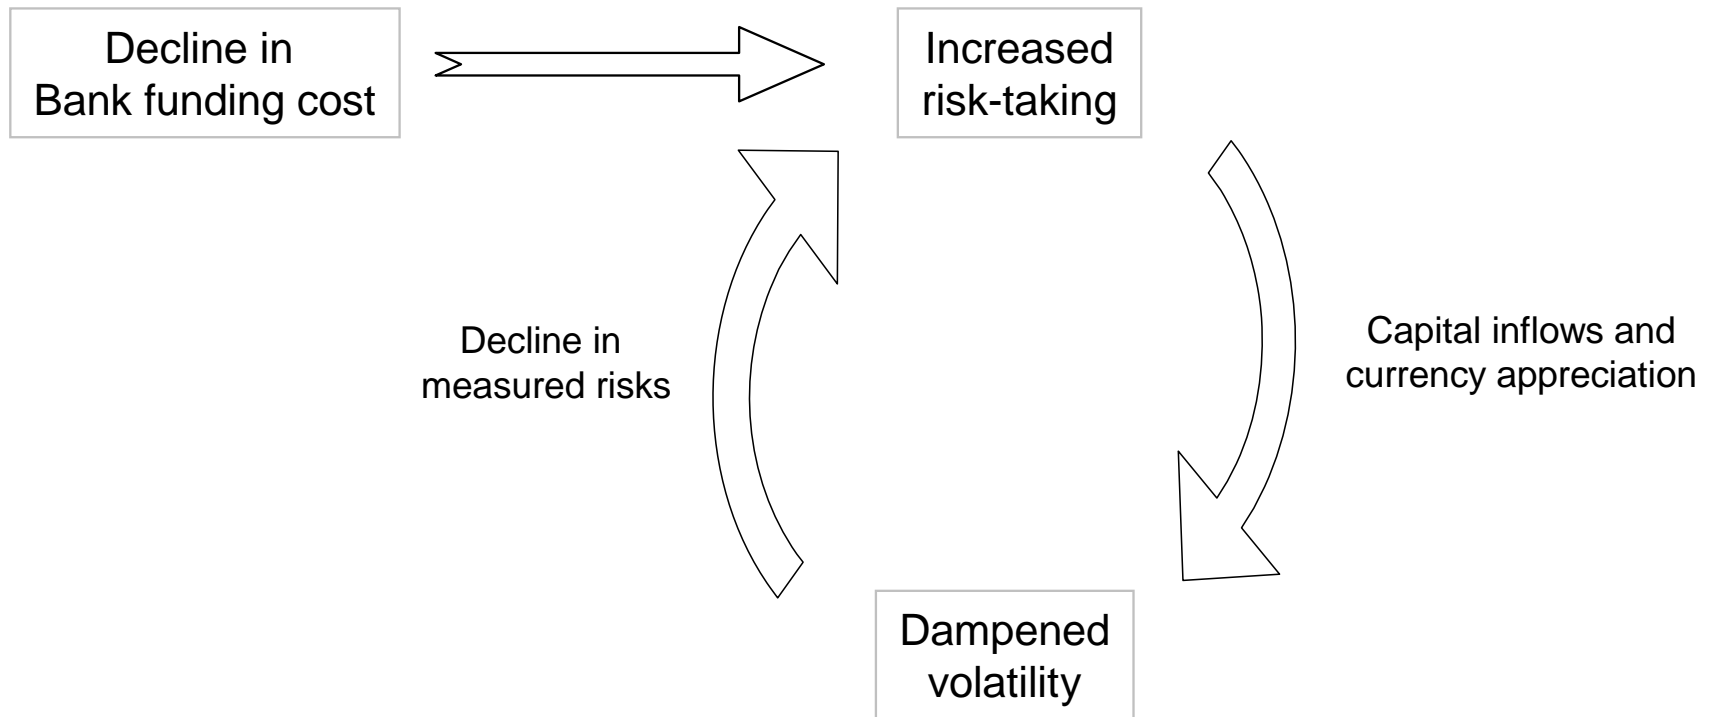 Decline in
Bank funding cost
Increased
risk-taking
Decline in
measured risks
Capital inflows and
currency appreciation
Dampened
volatility